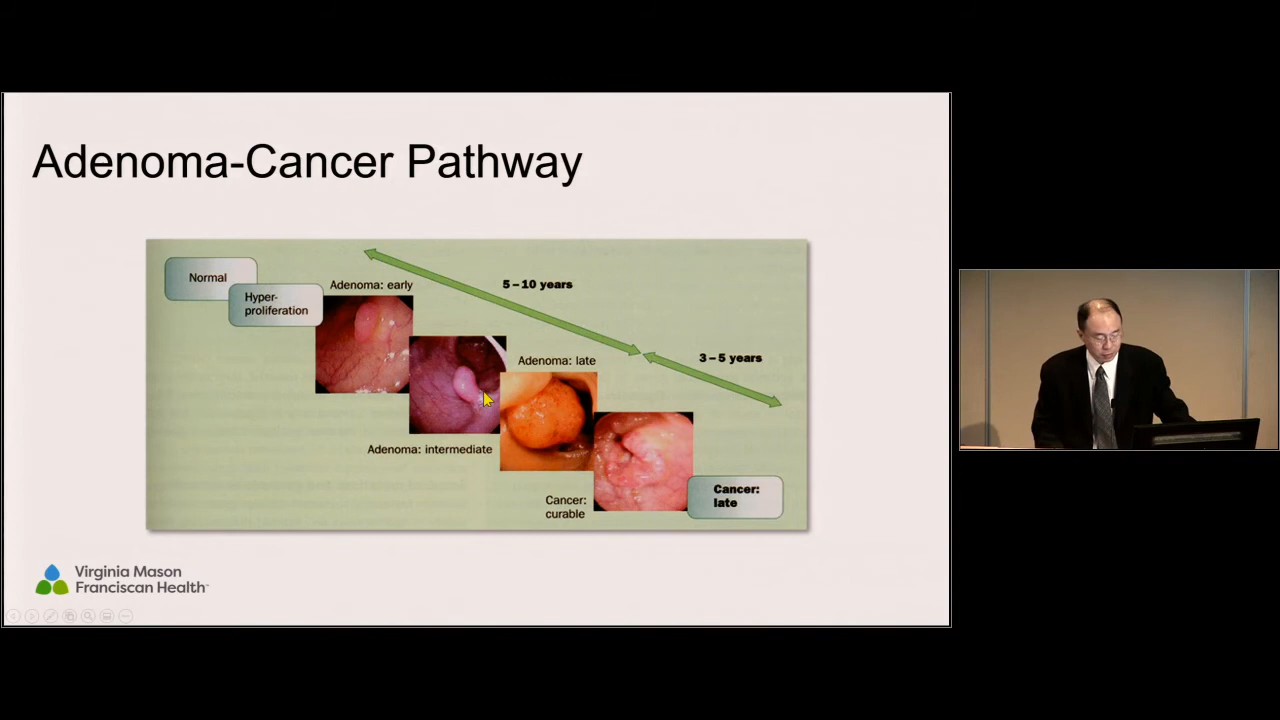 Adenoma-Cancer Pathway
Normal
Hyper-
proliferation
Adenoma: early
5 – 10 years
Adenoma: late
3 – 5 years
Adenoma: intermediate
Cancer:
curable
Cancer:
late
Virginia Mason
Franciscan Health™